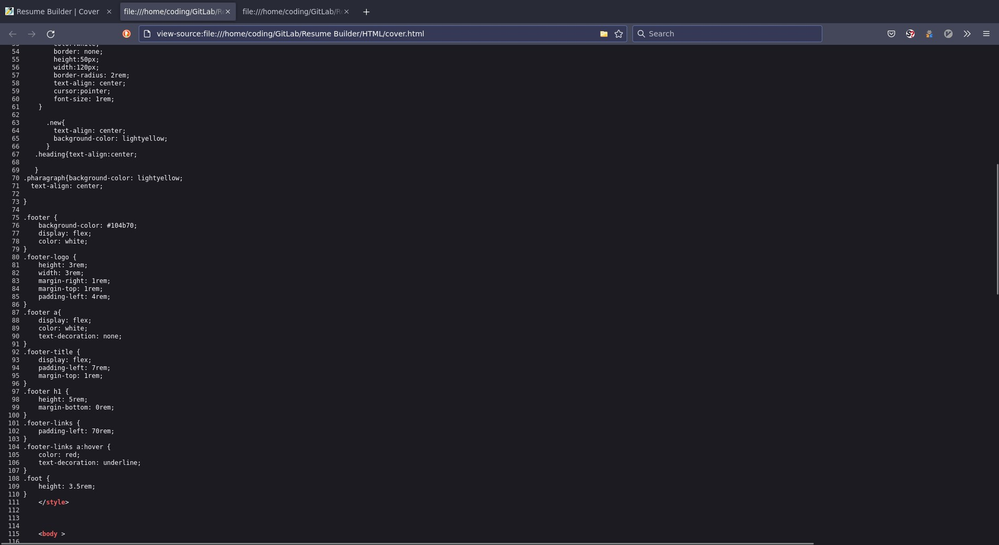 Resume Builder | Cover
file:///home/coding/GitLab/R
file:///home/coding/GitLab/R
view-source:file:///home/coding/GitLab/Resume Builder/HTML/cover.html
Search
53 color:white;
54 border: none;
55 height:50px;
56 width:120px;
57 border-radius: 2rem;
58 text-align: center;
59 cursor:pointer;
60 font-size: 1rem;
61 }
62
63 .new{
64 text-align: center;
65 background-color: lightyellow;
66 }
67 .heading{text-align:center;
68
69 }
70 .pharagraph{background-color: lightyellow;
71 text-align: center;
72
73 }
74
75 .footer {
76 background-color: #104b70;
77 display: flex;
78 color: white;
79 }
80 .footer-logo {
81 height: 3rem;
82 width: 3rem;
83 margin-right: 1rem;
84 margin-top: 1rem;
85 padding-left: 4rem;
86 }
87 .footer a{
88 display: flex;
89 color: white;
90 text-decoration: none;
91 }
92 .footer-title {
93 display: flex;
94 padding-left: 7rem;
95 margin-top: 1rem;
96 }
97 .footer h1 {
98 height: 5rem;
99 margin-bottom: 0rem;
100 }
101 .footer-links {
102 padding-left: 70rem;
103 }
104 .footer-links a:hover {
105 color: red;
106 text-decoration: underline;
107 }
108 .foot {
109 height: 3.5rem;
110 }
111 </style>
112
113
114
115 <body >
116